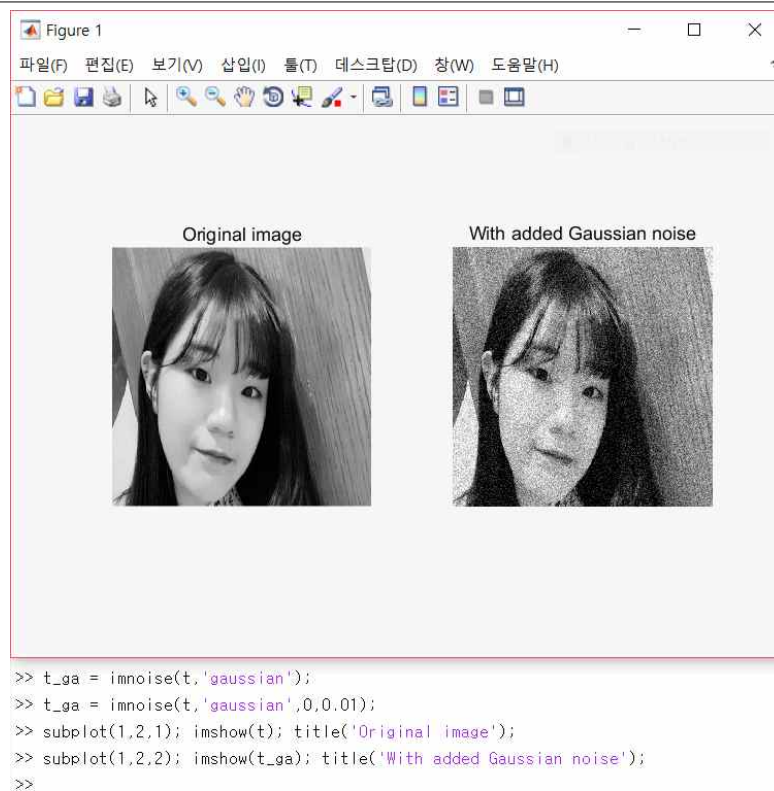 Figure 1
파일(F) 편집(E) 보기(V) 삽입(I) 툴(T) 데스크탑(D) 창(W) 도움말(H)
Original image
With added Gaussian noise
>> t_ga = imnoise(t,'gaussian');
>> t_ga = imnoise(t,'gaussian',0,0.01);
>> subplot(1,2,1); imshow(t); title('Original image');
>> subplot(1,2,2); imshow(t_ga); title('With added Gaussian noise');
>>